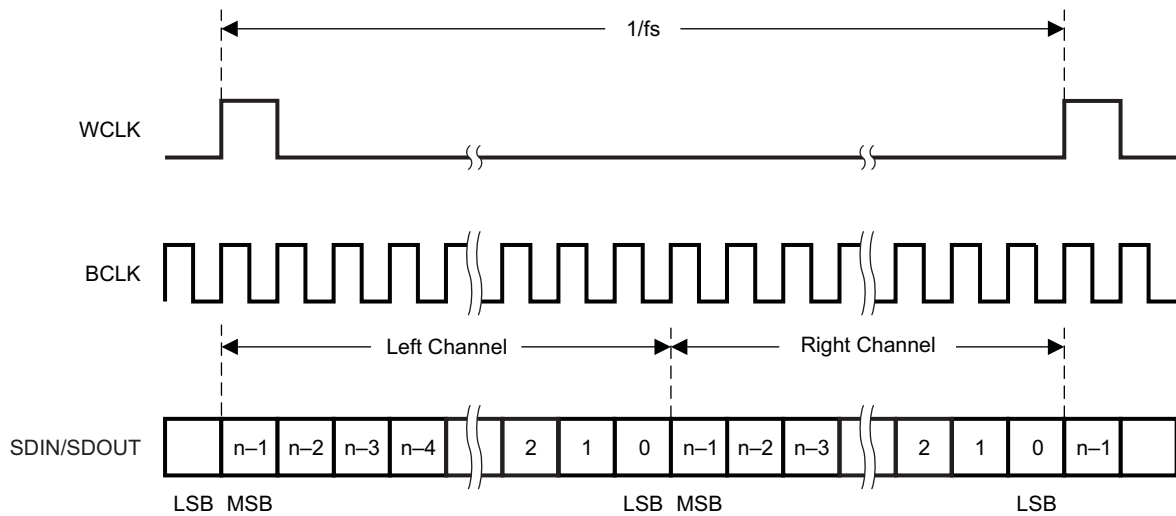 1/fs
WCLK
BCLK
Left Channel Right Channel
SDIN/SDOUT n–1 n–2 n–3 n–4 2 1 0 n–1 n–2 n–3 2 1 0 n–1
LSB MSB LSB MSB LSB